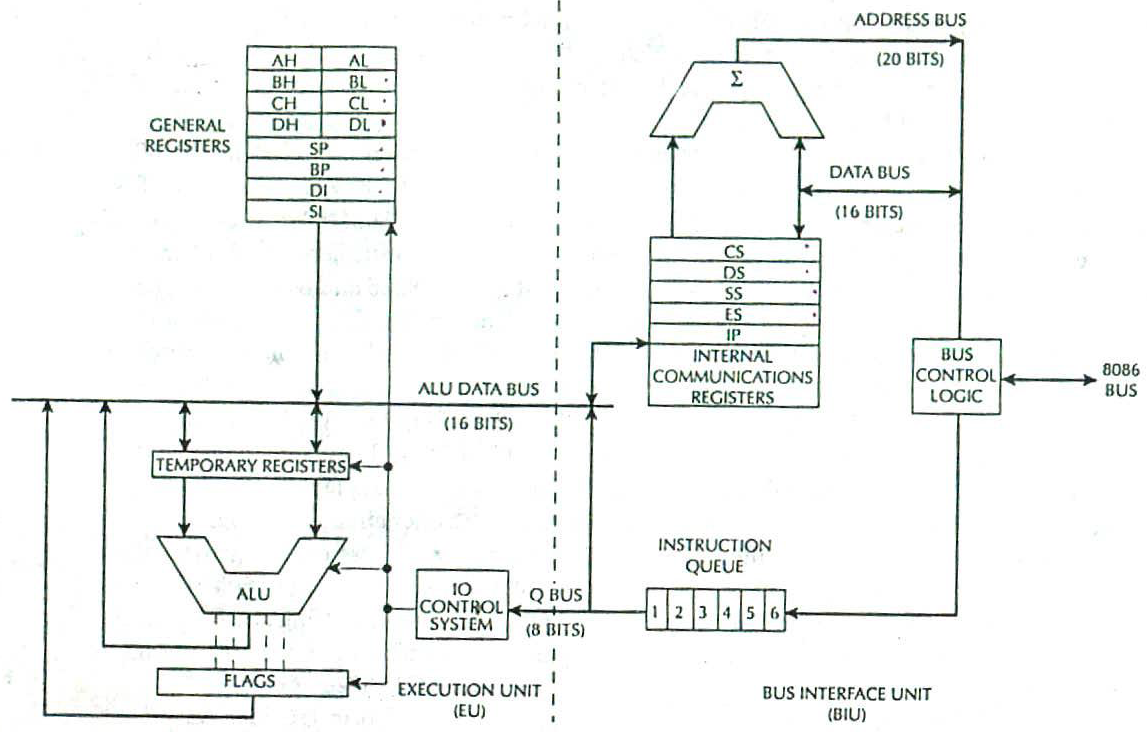 ADDRESS BUS
(20 BITS)
Σ
AH AL
BH BL
CH CL
DH DL
SP
BP
DI
SI
GENERAL
REGISTERS
DATA BUS
(16 BITS)
CS
DS
SS
ES
IP
INTERNAL
COMMUNICATIONS
REGISTERS
BUS
CONTROL
LOGIC
8086
BUS
ALU DATA BUS
(16 BITS)
TEMPORARY REGISTERS
ALU
IO
CONTROL
SYSTEM
Q BUS
(8 BITS)
INSTRUCTION
QUEUE
1 2 3 4 5 6
FLAGS
EXECUTION UNIT
(EU)
BUS INTERFACE UNIT
(BIU)